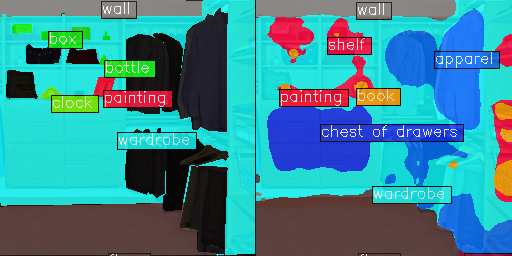 wall
box
bottle
clock
painting
wardrobe
wall
shelf
apparel
painting
book
chest of drawers
wardrobe